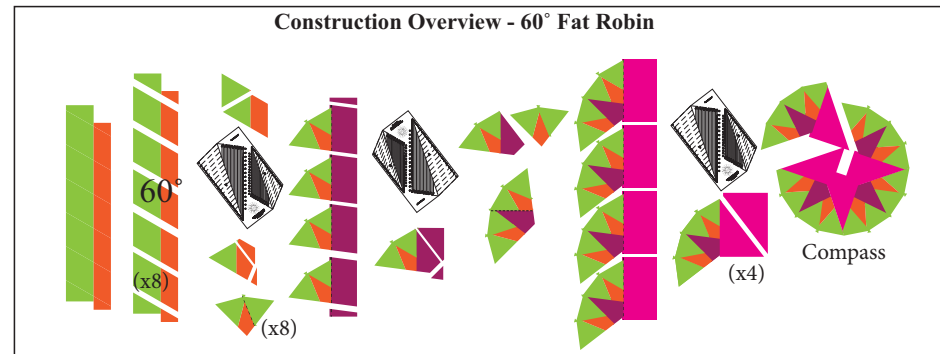 Construction Overview - 60˚ Fat Robin
60˚
(x8)
(x8)
(x4)
Compass